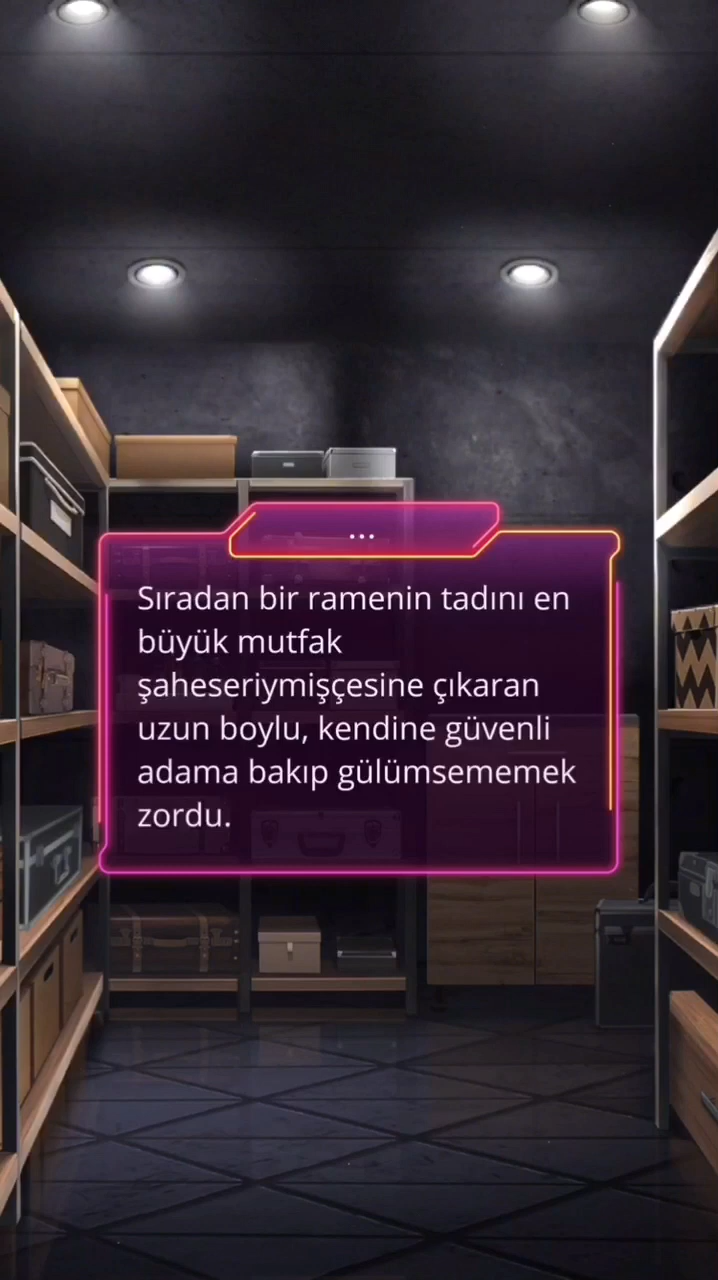 ...
Sıradan bir ramenin tadını en
büyük mutfak
şaheseriymişçesine çıkaran
uzun boylu, kendine güvenli
adama bakıp gülümsememek
zordu.